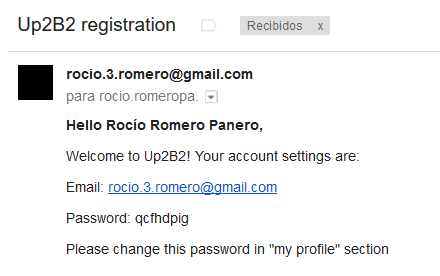 Up2B2 registration
Recibidos x
rocio.3.romero@gmail.com
para rocio.romeropa.
Hello Rocío Romero Panero,
Welcome to Up2B2! Your account settings are:
Email: rocio.3.romero@gmail.com
Password: qcfhdpig
Please change this password in "my profile" section